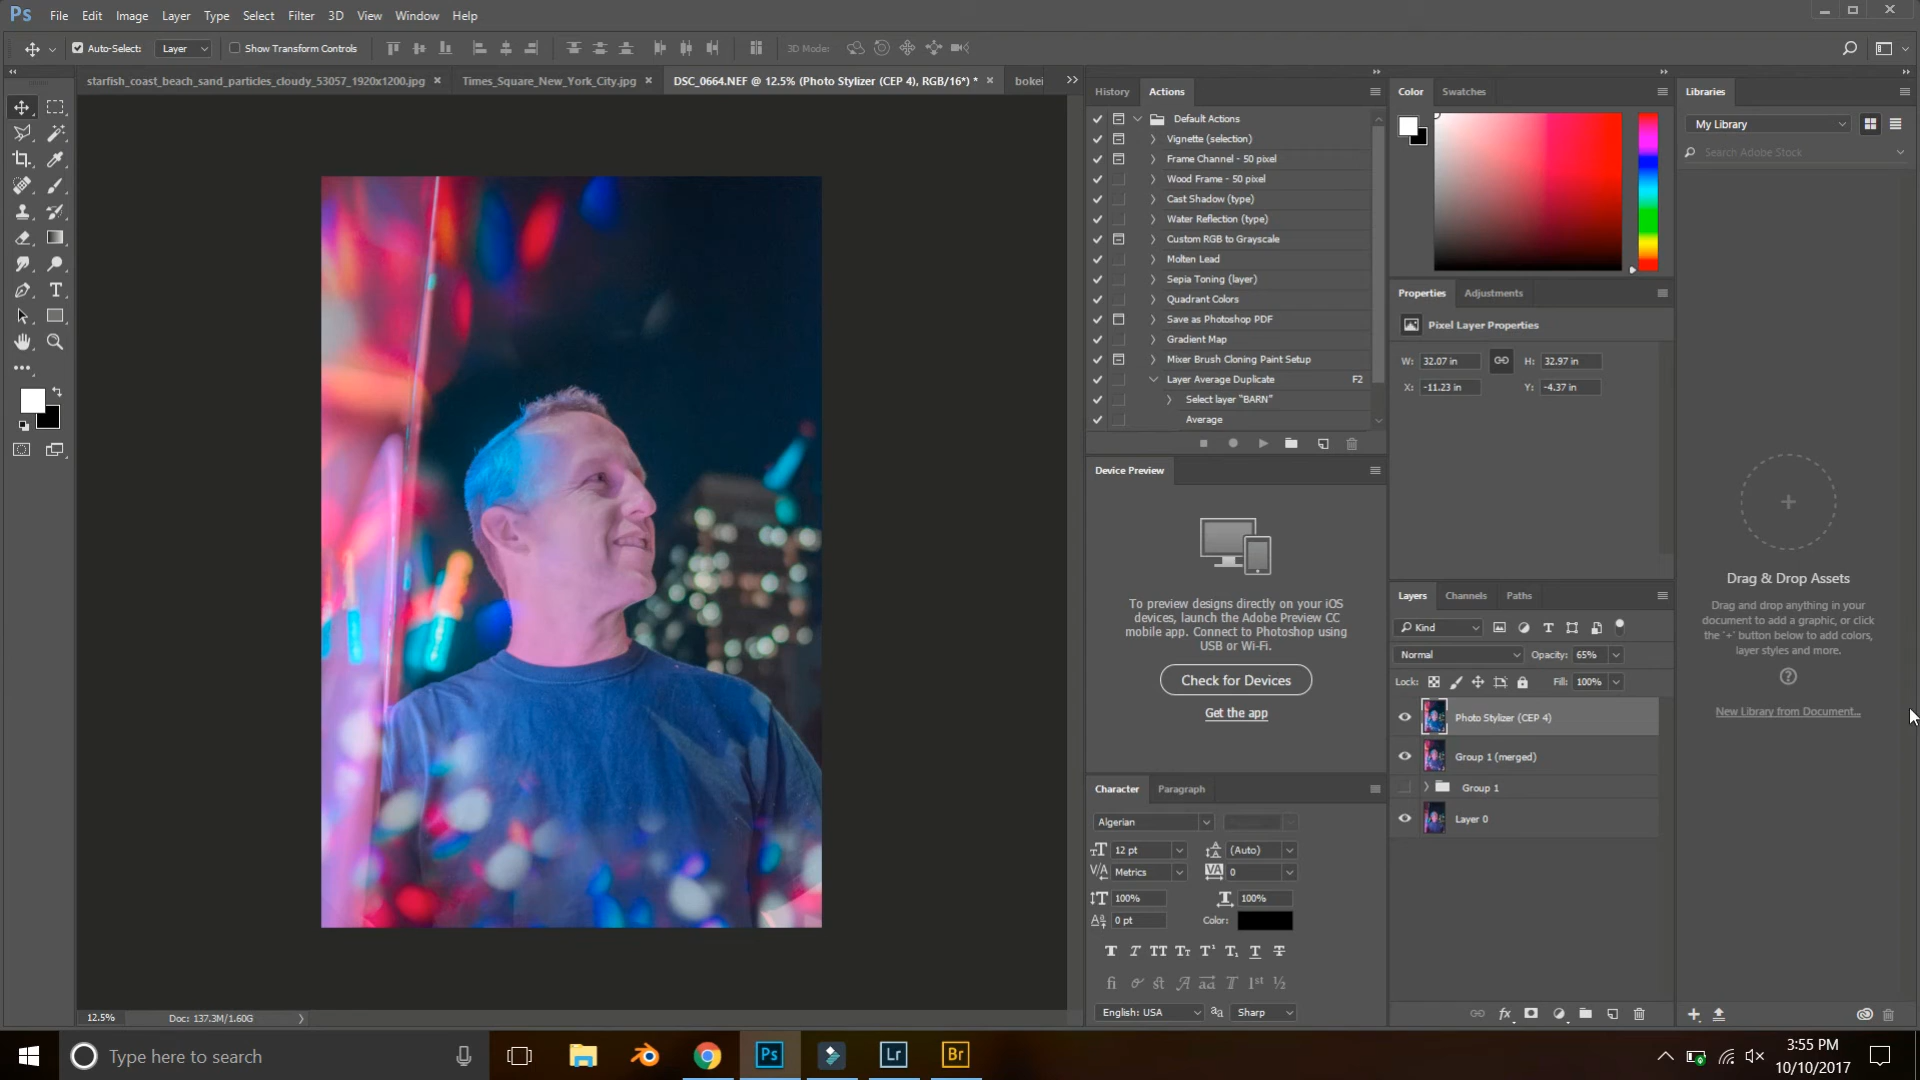 Ps File Edit Image Layer Type Select Filter 3D View Window Help
Auto-Select: Layer Show Transform Controls 3D Mode:
starfish_coast_beach_sand_particles_cloudy_53057_1920x1200.jpg × Times_Square_New_York_City.jpg × DSC_0664.NEF @ 12.5% (Photo Stylizer (CEP 4), RGB/16*) * × bokel
History Actions
Default Actions
Vignette (selection)
Frame Channel - 50 pixel
Wood Frame - 50 pixel
Cast Shadow (type)
Water Reflection (type)
Custom RGB to Grayscale
Molten Lead
Sepia Toning (layer)
Quadrant Colors
Save as Photoshop PDF
Gradient Map
Mixer Brush Cloning Paint Setup
Layer Average Duplicate F2
Select layer "BARN"
Average
Device Preview
To preview designs directly on your iOS
devices, launch the Adobe Preview CC
mobile app. Connect to Photoshop using
USB or Wi-Fi.
Check for Devices
Get the app
Character Paragraph
Algerian
12 pt (Auto)
Metrics 0
100% 100%
0 pt Color:
English: USA aa Sharp
Color Swatches
Properties Adjustments
Pixel Layer Properties
W: 32.07 in H: 32.97 in
X: -11.23 in Y: -4.37 in
Layers Channels Paths
Kind
Normal Opacity: 65%
Lock: Fill: 100%
Photo Stylizer (CEP 4)
Group 1 (merged)
Group 1
Layer 0
fx
Libraries
My Library
Search Adobe Stock
Drag & Drop Assets
Drag and drop anything in your
document to add a graphic, or click
the '+' button below to add colors,
layer styles and more.
New Library from Document...
12.5% Doc: 137.3M/1.60G
Type here to search
Ps Lr Br
3:55 PM
10/10/2017